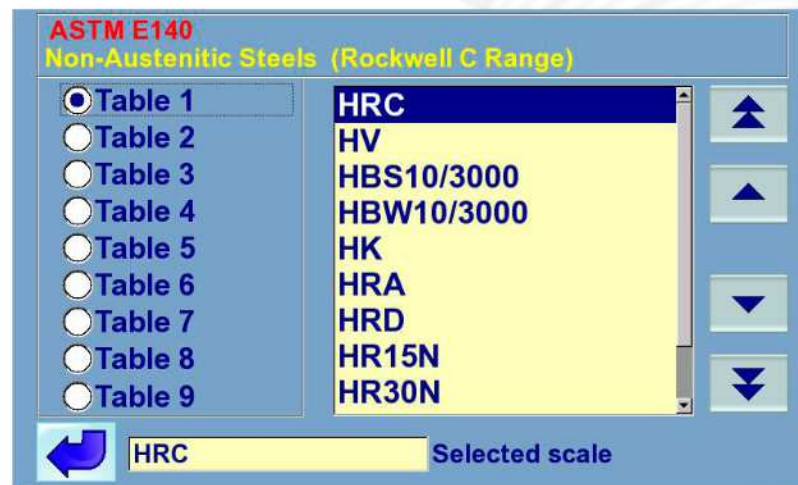 ASTM E140
Non-Austenitic Steels (Rockwell C Range)
Table 1
Table 2
Table 3
Table 4
Table 5
Table 6
Table 7
Table 8
Table 9
HRC
HV
HBS10/3000
HBW10/3000
HK
HRA
HRD
HR15N
HR30N
HRC Selected scale